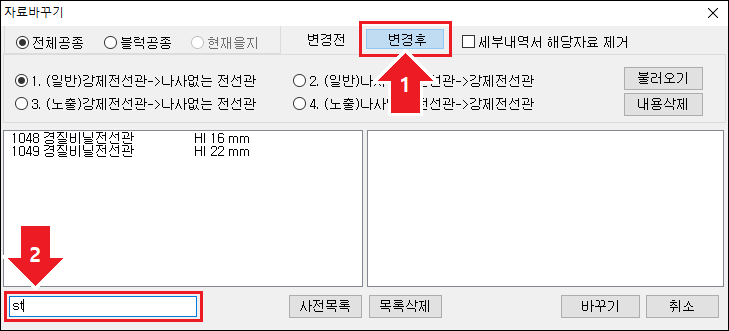 자료바꾸기
전체공종 블럭공종 현재을지 변경전 변경후 세부내역서 해당자료 제거
1. (일반)강제전선관->나사없는 전선관 2. (일반)나사 ->강제전선관 불러오기
3. (노출)강제전선관->나사없는 전선관 4. (노출)나사 전선관->강제전선관 내용삭제
1
1048 경질비닐전선관 HI 16 mm
1049 경질비닐전선관 HI 22 mm
2
st 사전목록 목록삭제 바꾸기 취소